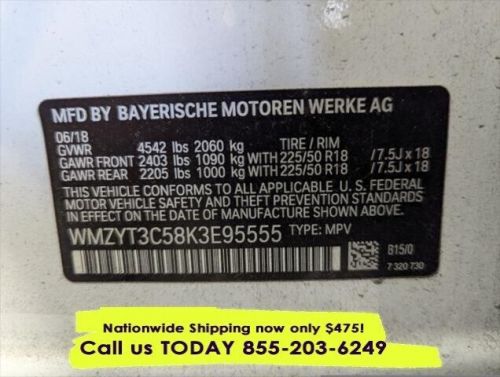 MFD BY BAYERISCHE MOTOREN WERKE AG
06/18
GVWR 4542 lbs 2060 kg TIRE / RIM
GAWR FRONT 2403 lbs 1090 kg WITH 225/50 R18 /7.5J x 18
GAWR REAR 2205 lbs 1000 kg WITH 225/50 R18 /7.5J x 18
THIS VEHICLE CONFORMS TO ALL APPLICABLE U.S. FEDERAL
MOTOR VEHICLE SAFETY AND THEFT PREVENTION STANDARDS
IN EFFECT ON THE DATE OF MANUFACTURE SHOWN ABOVE.
WMZYT3C58K3E95555 TYPE: MPV
B15/0
7 320 730
Nationwide Shipping now only $475!
Call us TODAY 855-203-6249